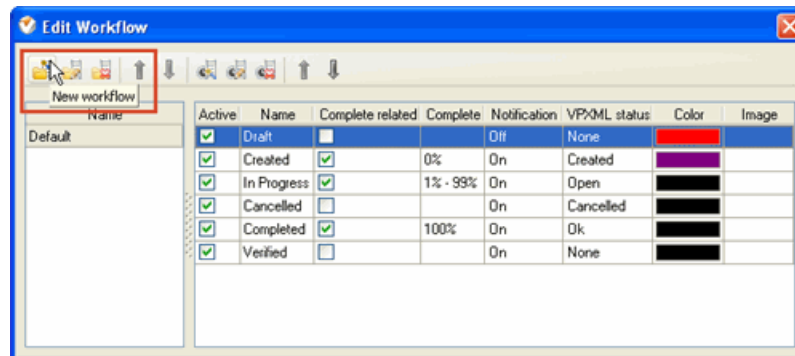 Edit Workflow
New workflow
Name
Default
Active Name Complete related Complete Notification VPXML status Color Image
Draft Off None
Created 0% On Created
In Progress 1% - 99% On Open
Cancelled On Cancelled
Completed 100% On Ok
Verified On None